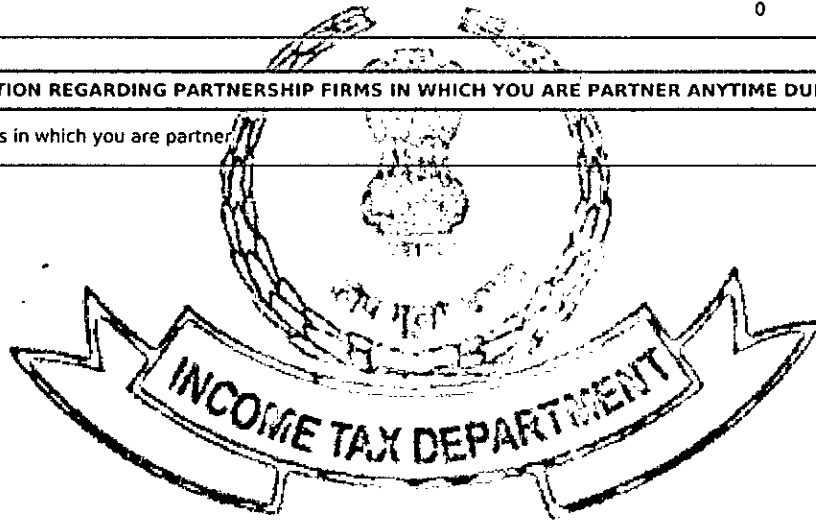 0
TION REGARDING PARTNERSHIP FIRMS IN WHICH YOU ARE PARTNER ANYTIME DU
s in which you are partner
INCOME TAX DEPARTMENT